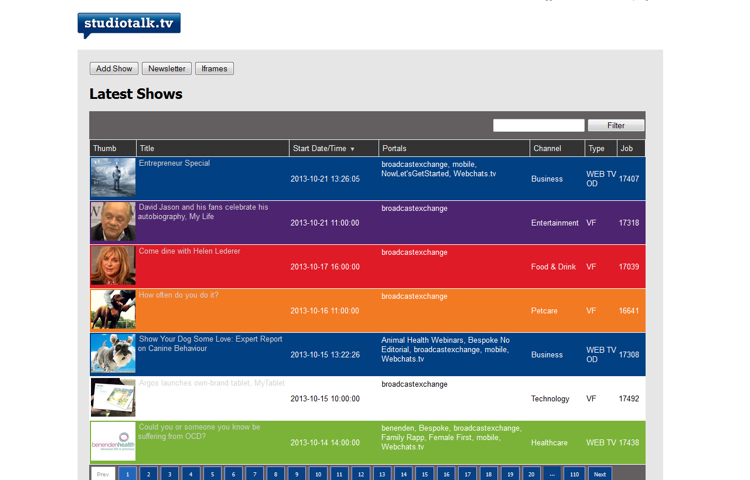 studiotalk.tv
Add Show Newsletter Iframes
Latest Shows
Filter
Thumb Title Start Date/Time ▼ Portals Channel Type Job
Entrepreneur Special
2013-10-21 13:26:05
broadcastexchange, mobile,
NowLet'sGetStarted, Webchats.tv
Business
WEB TV
OD
17407
David Jason and his fans celebrate his
autobiography, My Life
2013-10-21 11:00:00
broadcastexchange
Entertainment
VF
17318
Come dine with Helen Lederer
2013-10-17 16:00:00
broadcastexchange
Food & Drink
VF
17039
How often do you do it?
2013-10-16 11:00:00
broadcastexchange
Petcare
VF
16641
Show Your Dog Some Love: Expert Report
on Canine Behaviour
2013-10-15 13:22:26
Animal Health Webinars, Bespoke No
Editorial, broadcastexchange, mobile,
Webchats.tv
Business
WEB TV
OD
17308
Argos launches own-brand tablet, MyTablet
2013-10-15 10:00:00
broadcastexchange
Technology
VF
17492
benendenhealth
Could you or someone you know be
suffering from OCD?
2013-10-14 14:00:00
benenden, Bespoke, broadcastexchange,
Family Rapp, Female First, mobile,
Webchats.tv
Healthcare
WEB TV
17438
Prev 1 2 3 4 5 6 7 8 9 10 11 12 13 14 15 16 17 18 19 20 ... 110 Next